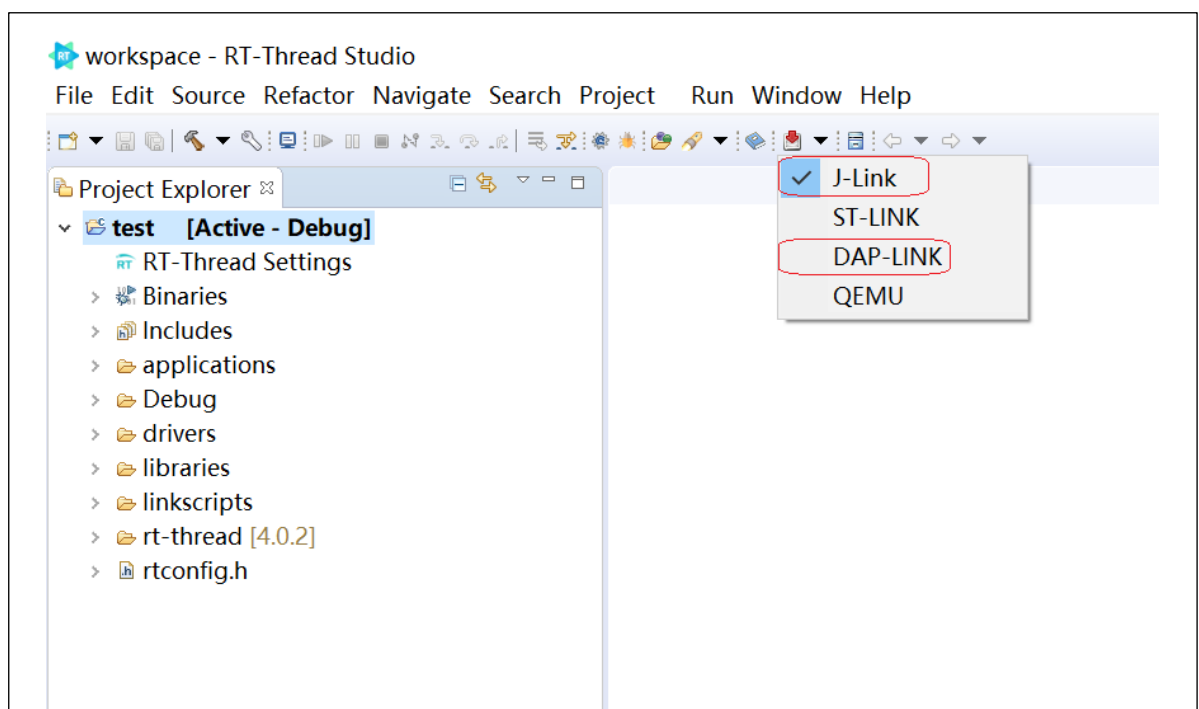 workspace - RT-Thread Studio
File Edit Source Refactor Navigate Search Project Run Window Help
Project Explorer
J-Link
test [Active - Debug]
ST-LINK
RT-Thread Settings
DAP-LINK
Binaries
QEMU
Includes
applications
Debug
drivers
libraries
linkscripts
rt-thread [4.0.2]
rtconfig.h